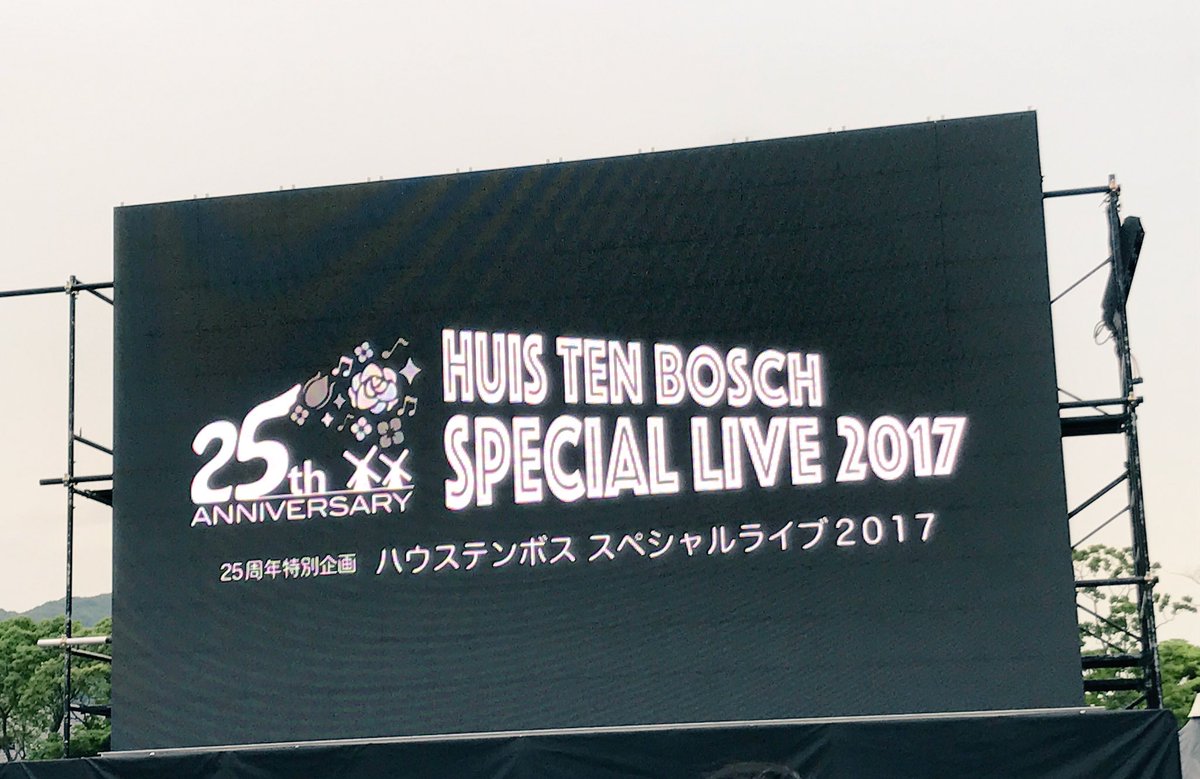 25th
ANNIVERSARY
HUIS TEN BOSCH
SPECIAL LIVE 2017
25周年特別企画 ハウステンボス スペシャルライブ2017